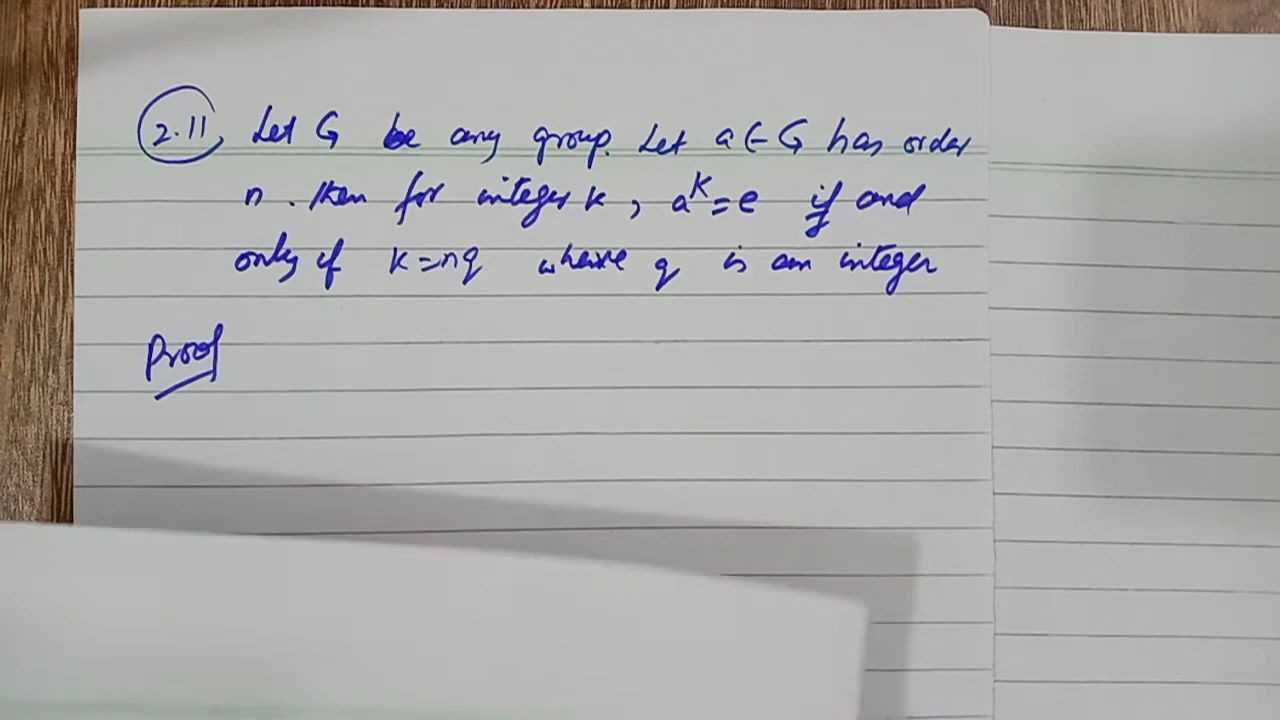 2.11, Let G be any group. Let a ∈ G has order
n. then for integer k, a^k = e if and
only if k = nq where q is an integer
Proof